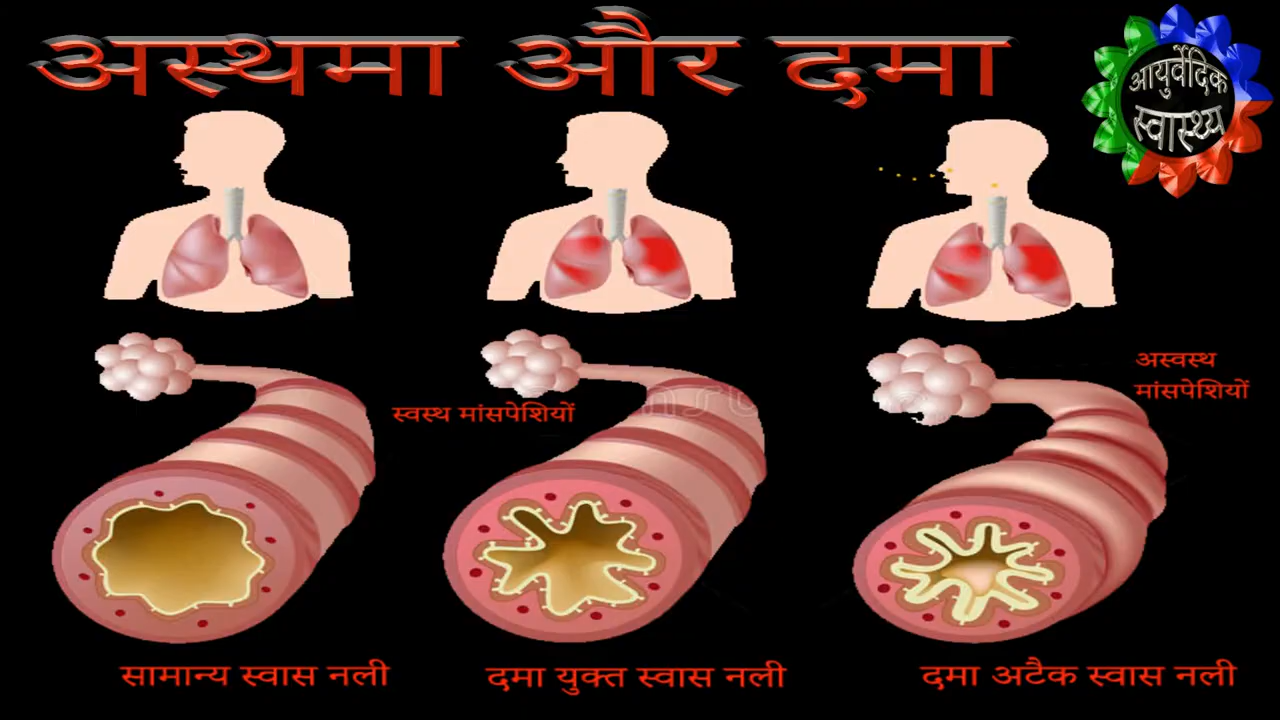 अस्थमा और दमा
आयुर्वेदिक
स्वास्थ्य
स्वस्थ मांसपेशियों
अस्वस्थ
मांसपेशियों
सामान्य स्वास नली
दमा युक्त स्वास नली
दमा अटैक स्वास नली